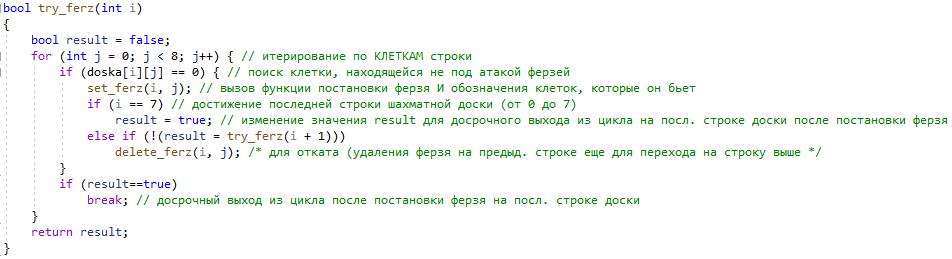 bool try_ferz(int i)
{
    bool result = false;
    for (int j = 0; j < 8; j++) { // итерирование по КЛЕТКАМ строки
        if (doska[i][j] == 0) { // поиск клетки, находящейся не под атакой ферзей
            set_ferz(i, j); // вызов функции постановки ферзя И обозначения клеток, которые он бьет
            if (i == 7) // достижение последней строки шахматной доски (от 0 до 7)
                result = true; // изменение значения result для досрочного выхода из цикла на посл. строке доски после постановки ферзя
            else if (!(result = try_ferz(i + 1)))
                delete_ferz(i, j); /* для отката (удаления ферзя на предыд. строке еще для перехода на строку выше */
        }
        if (result==true)
            break; // досрочный выход из цикла после постановки ферзя на посл. строке доски
    }
    return result;
}